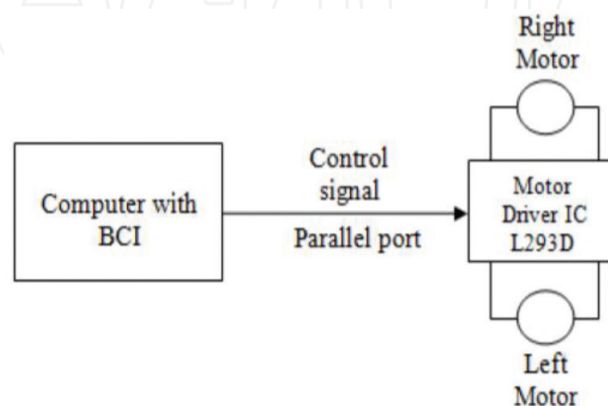 Right
Motor
Computer with
BCI
Control
signal
Parallel port
Motor
Driver IC
L293D
Left
Motor